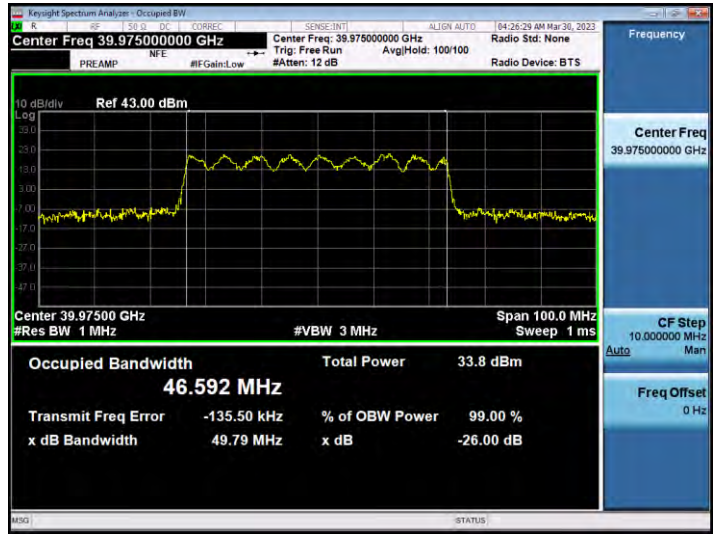 Keysight Spectrum Analyzer - Occupied BW
R RF 50 Ω DC CORREC SENSE:INT ALIGN AUTO 04:26:29 AM Mar 30, 2023
Center Freq 39.975000000 GHz
Center Freq: 39.975000000 GHz
Radio Std: None
NFE
Trig: Free Run Avg|Hold: 100/100
PREAMP #IFGain:Low #Atten: 12 dB Radio Device: BTS
10 dB/div Ref 43.00 dBm
Log
33.0
23.0
13.0
3.00
-7.00
-17.0
-27.0
-37.0
-47.0
Center 39.97500 GHz Span 100.0 MHz
#Res BW 1 MHz #VBW 3 MHz Sweep 1 ms
Occupied Bandwidth Total Power 33.8 dBm
46.592 MHz
Transmit Freq Error -135.50 kHz % of OBW Power 99.00 %
x dB Bandwidth 49.79 MHz x dB -26.00 dB
Frequency
Center Freq
39.975000000 GHz
CF Step
10.000000 MHz
Auto Man
Freq Offset
0 Hz
MSG STATUS